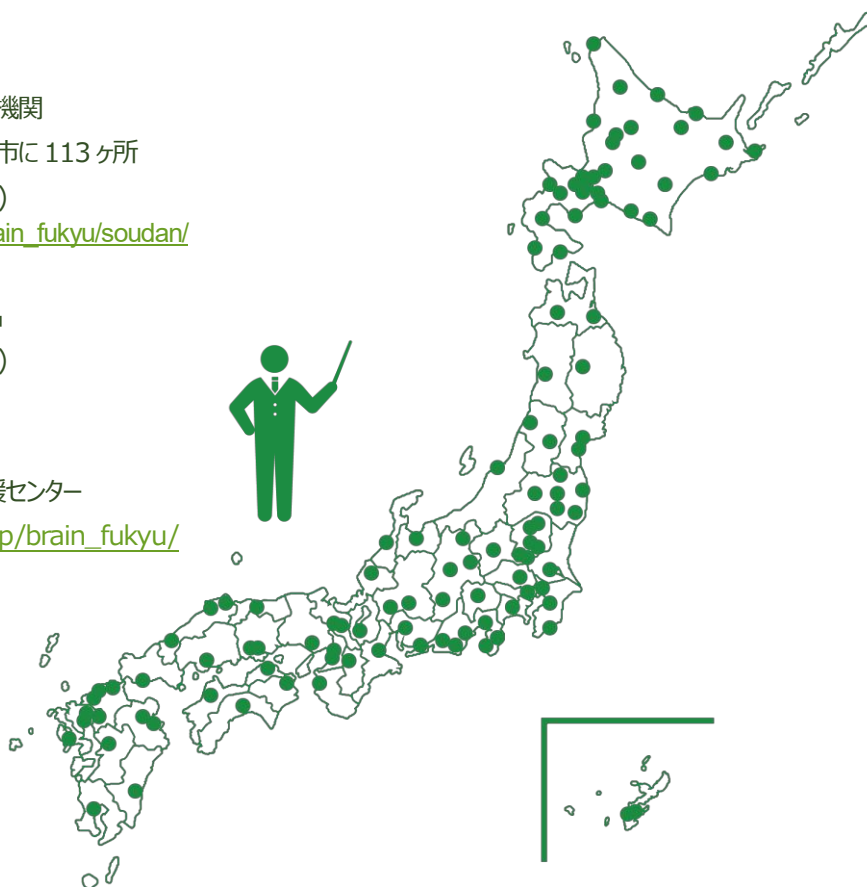 機関
市に 113 ヶ所
)
ain_fukyu/soudan/
)
援センター
p/brain_fukyu/